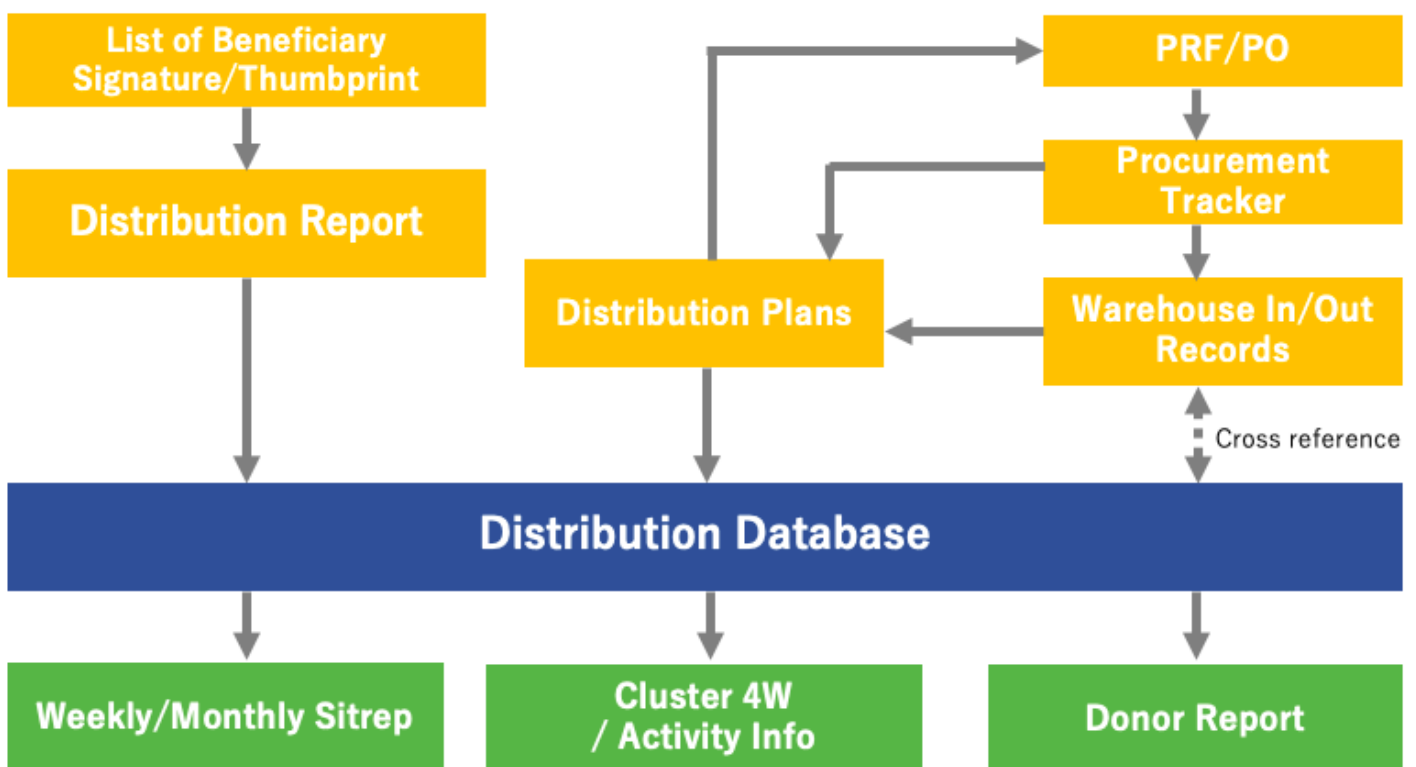 List of Beneficiary
Signature/Thumbprint
Distribution Report
PRF/PO
Procurement
Tracker
Distribution Plans
Warehouse In/Out
Records
Cross reference
Distribution Database
Weekly/Monthly Sitrep
Cluster 4W
/ Activity Info
Donor Report